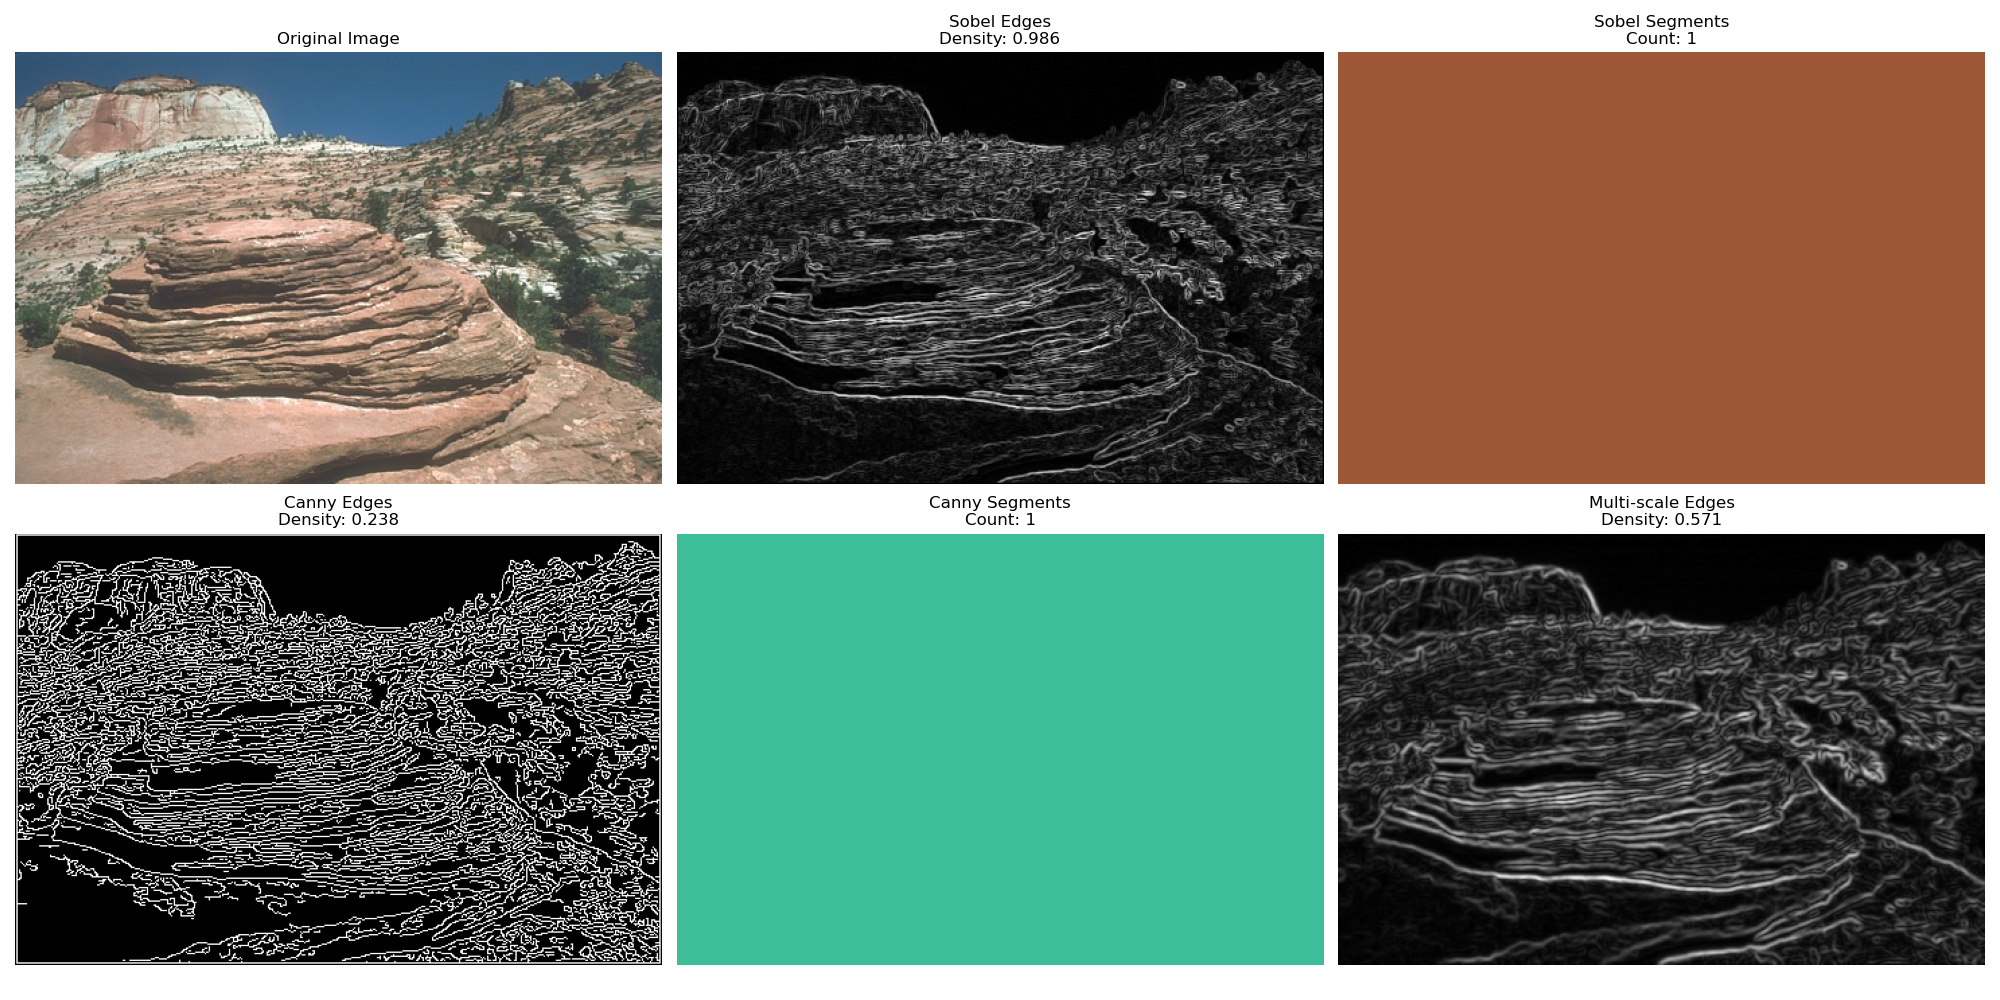 Original Image
Sobel Edges
Density: 0.986
Sobel Segments
Count: 1
Canny Edges
Density: 0.238
Canny Segments
Count: 1
Multi-scale Edges
Density: 0.571